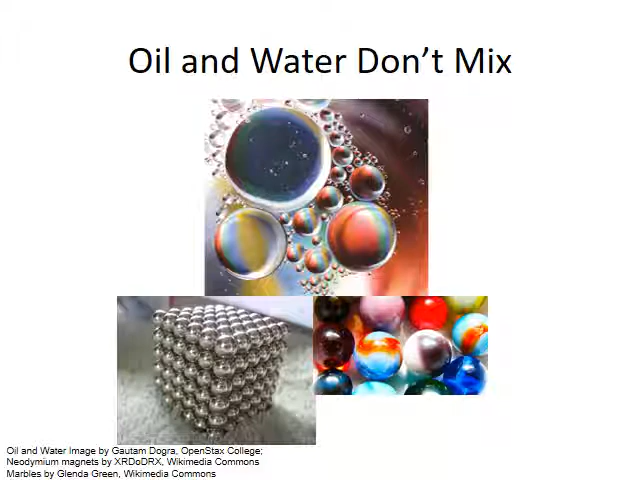 Oil and Water Don’t Mix
Oil and Water Image by Gautam Dogra, OpenStax College;
Neodymium magnets by XRDoDRX, Wikimedia Commons
Marbles by Glenda Green, Wikimedia Commons